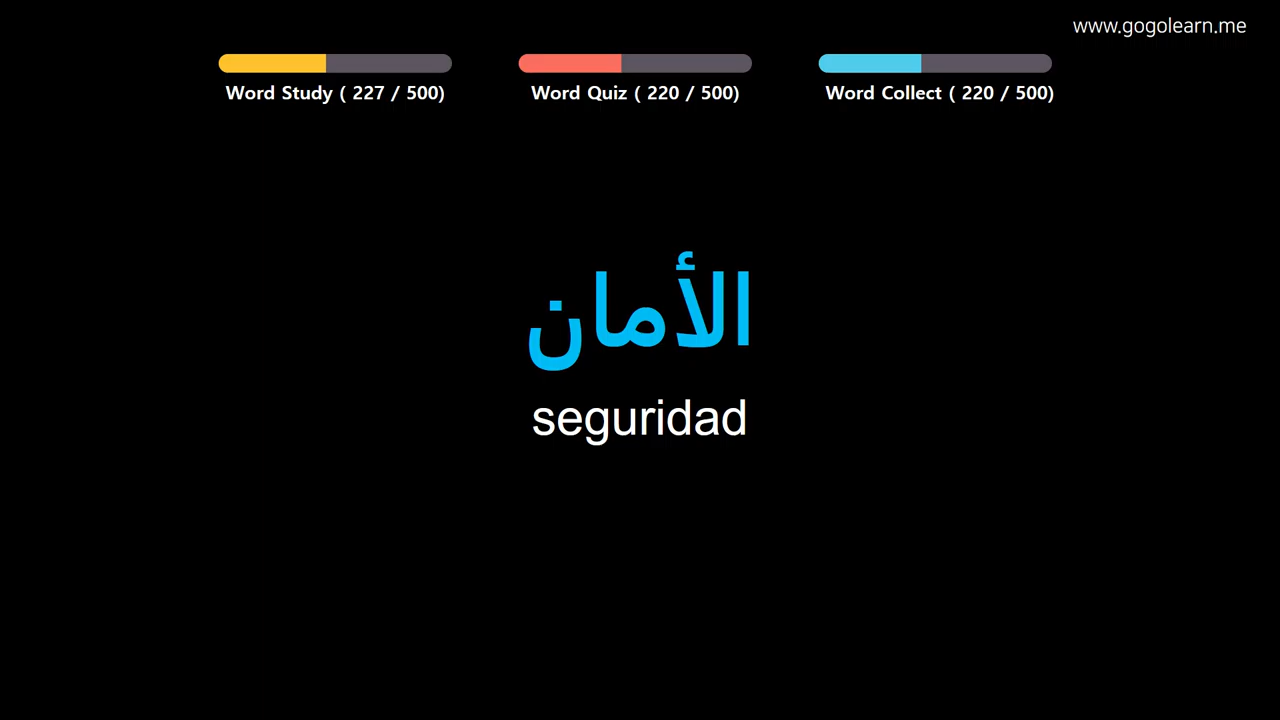 www.gogolearn.me
Word Study ( 227 / 500)
Word Quiz ( 220 / 500)
Word Collect ( 220 / 500)
الأمان
seguridad